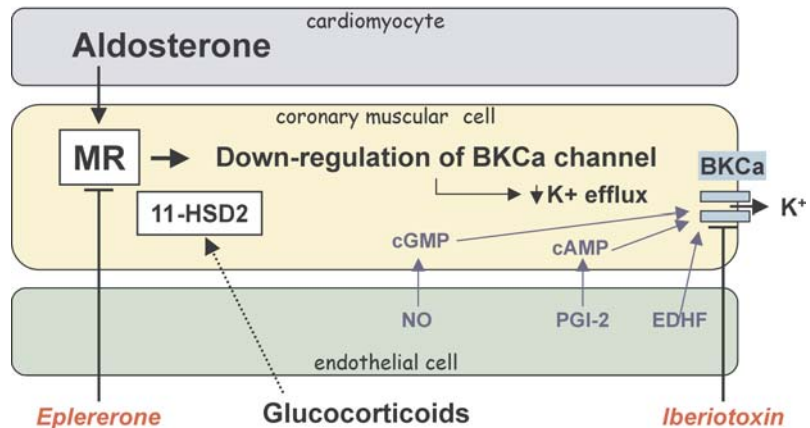 cardiomyocyte
Aldosterone
coronary muscular cell
MR
Down-regulation of BKCa channel
BKCa
K+ efflux
K+
11-HSD2
cGMP
cAMP
NO
PGI-2
EDHF
endothelial cell
Eplererone
Glucocorticoids
Iberiotoxin